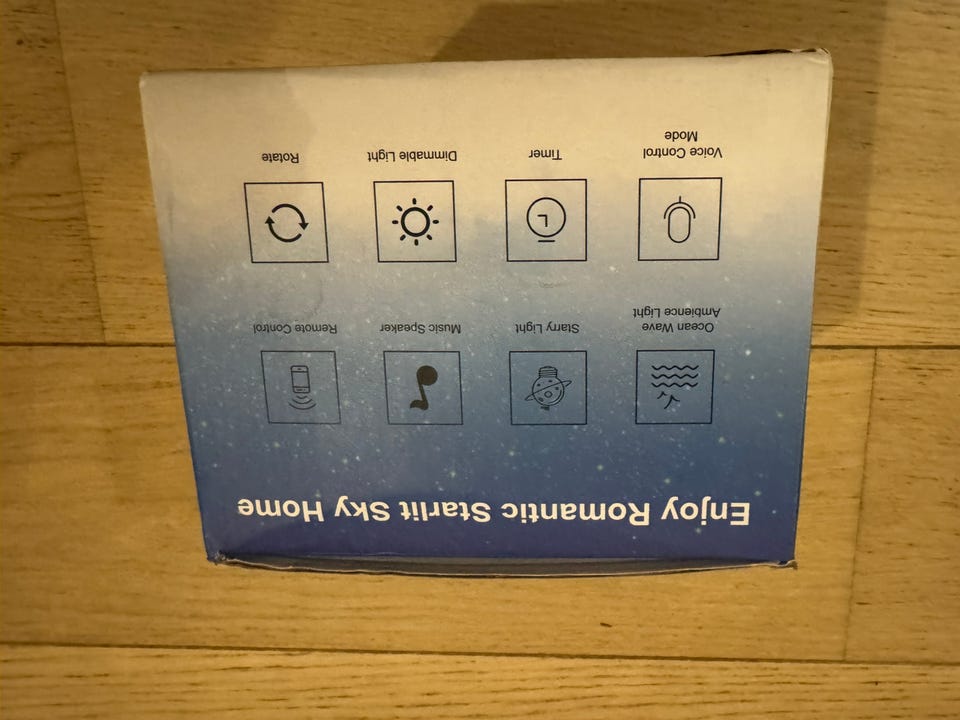 Enjoy Romantic Starlit Sky Home
Ocean Wave
Ambience Light
Starry Light
Music Speaker
Remote Control
Voice Control
Mode
Timer
Dimmable Light
Rotate